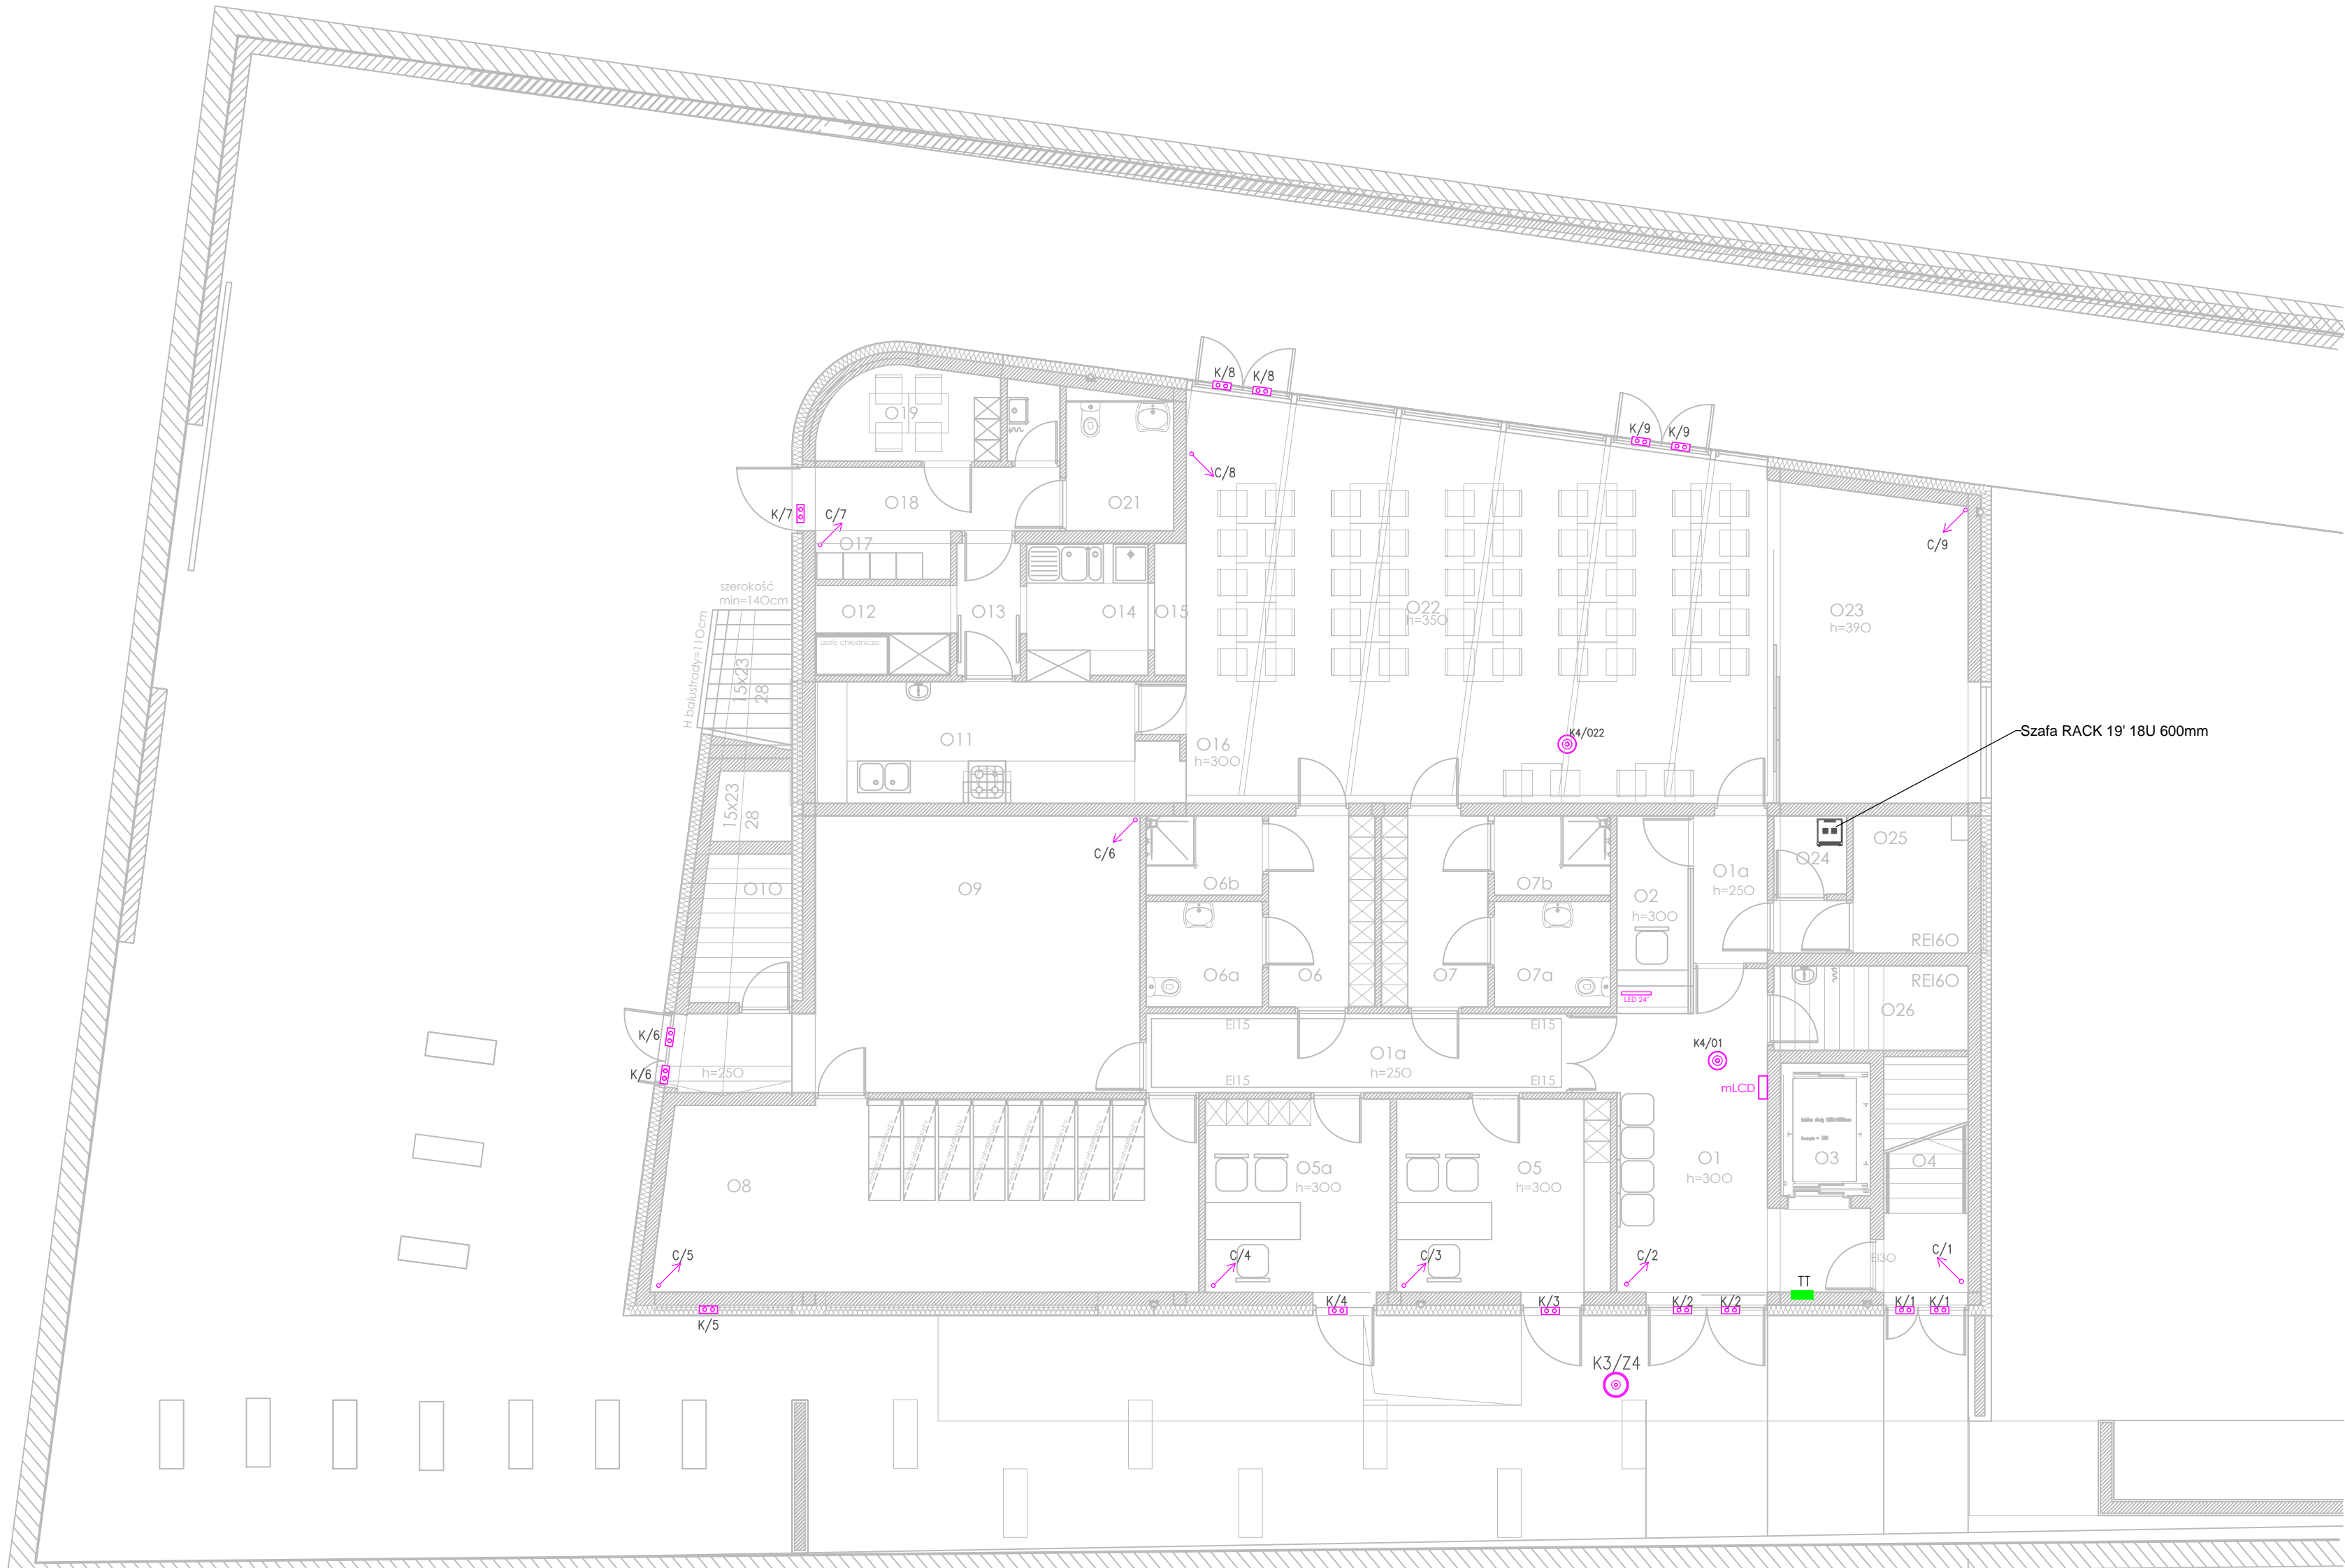 K/8
K/8
K/9
K/9
O19
C/8
O18
O21
K/7
C/7
O17
C/9
szerokość
min=140cm
O12
O13
O14
O15
O22
h=350
O23
h=390
szafa chłodnicza
H balustrady=110cm
15x23
28
O11
O16
h=300
K4/022
Szafa RACK 19' 18U 600mm
15x23
28
C/6
O24
O25
O10
O9
O6b
O7b
O2
h=300
O1a
h=250
REI60
O6a
O6
O7
O7a
REI60
LED 24"
O26
EI15
EI15
K/6
K4/01
O1a
h=250
K/6
h=250
EI15
EI15
mLCD
O8
O5a
h=300
O5
h=300
O1
h=300
O3
O4
C/5
C/4
C/3
C/2
C/1
EI30
TT
K/5
K/4
K/3
K/2
K/2
K/1
K/1
K3/Z4